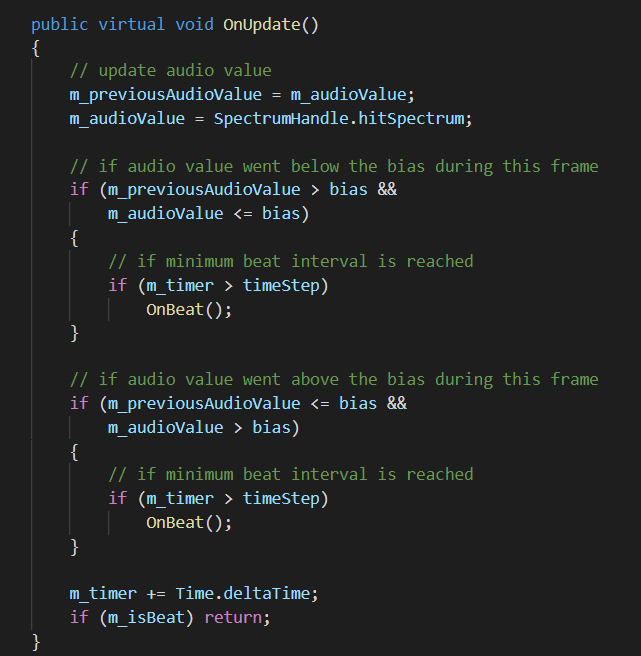 public virtual void OnUpdate()
{
    // update audio value
    m_previousAudioValue = m_audioValue;
    m_audioValue = SpectrumHandle.hitSpectrum;

    // if audio value went below the bias during this frame
    if (m_previousAudioValue > bias &&
        m_audioValue <= bias)
    {
        // if minimum beat interval is reached
        if (m_timer > timeStep)
            OnBeat();
    }

    // if audio value went above the bias during this frame
    if (m_previousAudioValue <= bias &&
        m_audioValue > bias)
    {
        // if minimum beat interval is reached
        if (m_timer > timeStep)
            OnBeat();
    }

    m_timer += Time.deltaTime;
    if (m_isBeat) return;
}